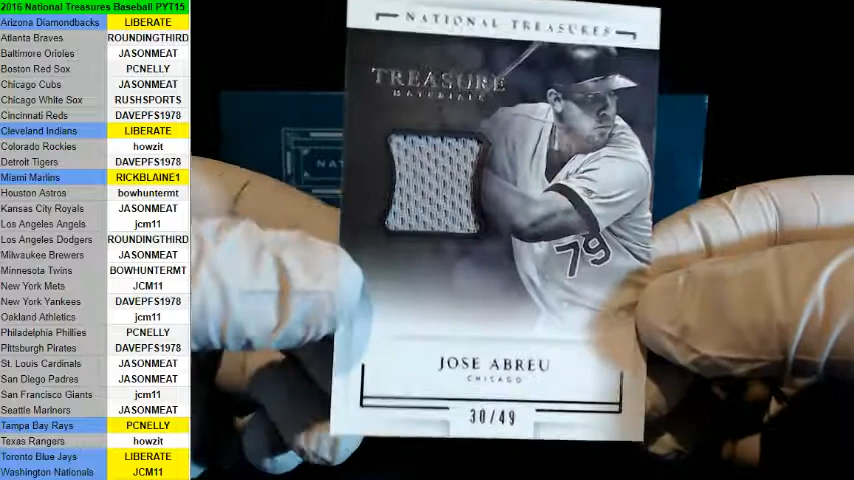 2016 National Treasures Baseball PYT15
Arizona Diamondbacks LIBERATE
Atlanta Braves ROUNDINGTHIRD
Baltimore Orioles JASONMEAT
Boston Red Sox PCNELLY
Chicago Cubs JASONMEAT
Chicago White Sox RUSHSPORTS
Cincinnati Reds DAVEPFS1978
Cleveland Indians LIBERATE
Colorado Rockies howzit
Detroit Tigers DAVEPFS1978
Miami Marlins RICKBLAINE1
Houston Astros bowhuntermt
Kansas City Royals JASONMEAT
Los Angeles Angels jcm11
Los Angeles Dodgers ROUNDINGTHIRD
Milwaukee Brewers JASONMEAT
Minnesota Twins BOWHUNTERMT
New York Mets JCM11
New York Yankees DAVEPFS1978
Oakland Athletics jcm11
Philadelphia Phillies PCNELLY
Pittsburgh Pirates DAVEPFS1978
St. Louis Cardinals JASONMEAT
San Diego Padres JASONMEAT
San Francisco Giants jcm11
Seattle Mariners JASONMEAT
Tampa Bay Rays PCNELLY
Texas Rangers howzit
Toronto Blue Jays LIBERATE
Washington Nationals JCM11
NATIONAL TREASURES
TREASURE
MATERIALS
79
JOSE ABREU
CHICAGO
30/49
NAT